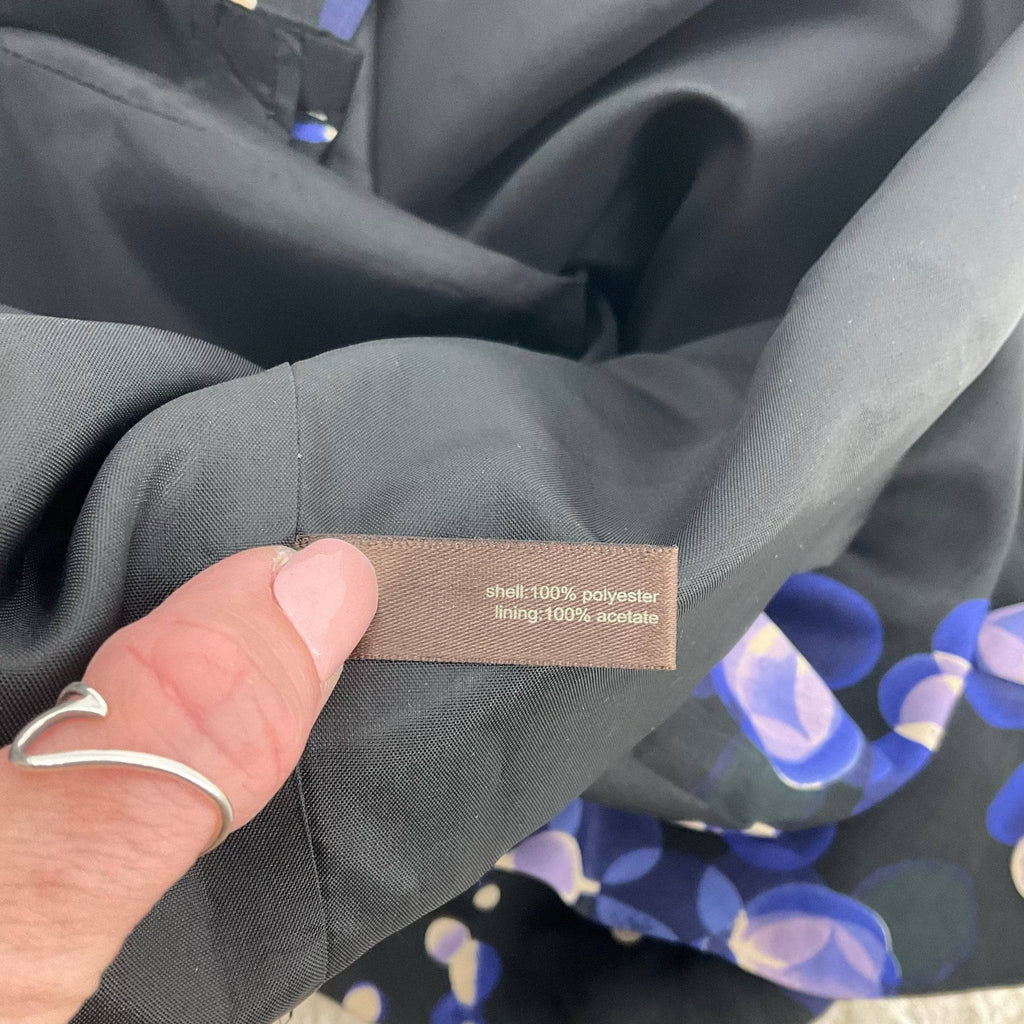 shell:100% polyester
lining:100% acetate